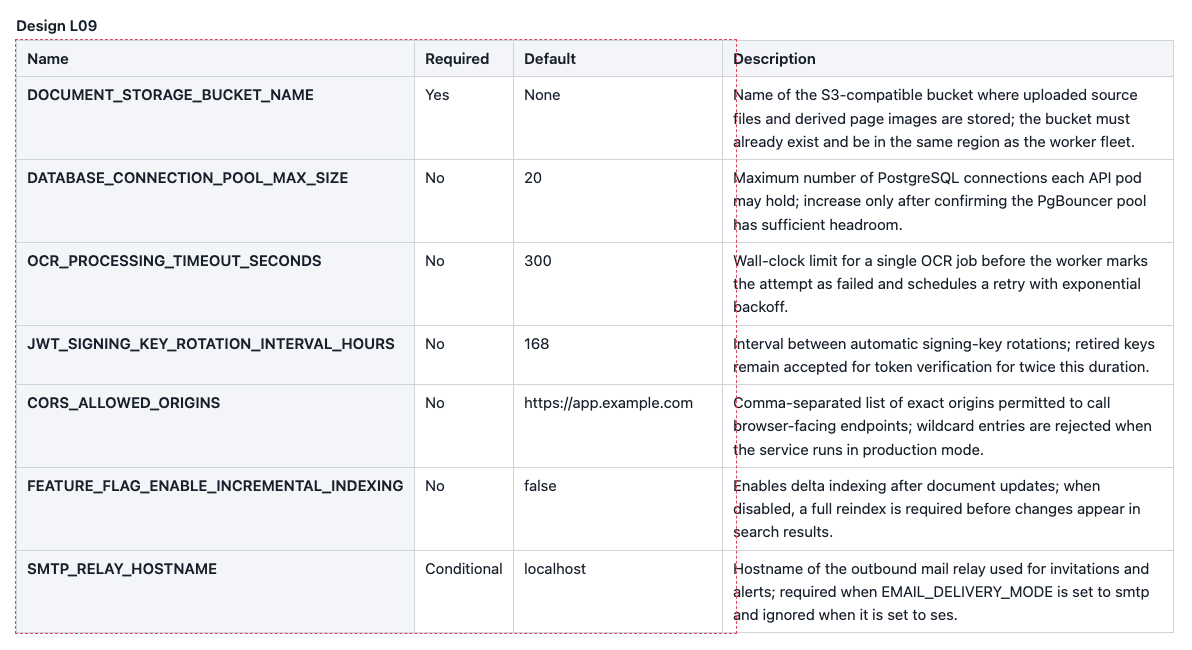 Design L09
Name Required Default Description
DOCUMENT_STORAGE_BUCKET_NAME Yes None Name of the S3-compatible bucket where uploaded source
files and derived page images are stored; the bucket must
already exist and be in the same region as the worker fleet.
DATABASE_CONNECTION_POOL_MAX_SIZE No 20 Maximum number of PostgreSQL connections each API pod
may hold; increase only after confirming the PgBouncer pool
has sufficient headroom.
OCR_PROCESSING_TIMEOUT_SECONDS No 300 Wall-clock limit for a single OCR job before the worker marks
the attempt as failed and schedules a retry with exponential
backoff.
JWT_SIGNING_KEY_ROTATION_INTERVAL_HOURS No 168 Interval between automatic signing-key rotations; retired keys
remain accepted for token verification for twice this duration.
CORS_ALLOWED_ORIGINS No https://app.example.com Comma-separated list of exact origins permitted to call
browser-facing endpoints; wildcard entries are rejected when
the service runs in production mode.
FEATURE_FLAG_ENABLE_INCREMENTAL_INDEXING No false Enables delta indexing after document updates; when
disabled, a full reindex is required before changes appear in
search results.
SMTP_RELAY_HOSTNAME Conditional localhost Hostname of the outbound mail relay used for invitations and
alerts; required when EMAIL_DELIVERY_MODE is set to smtp
and ignored when it is set to ses.